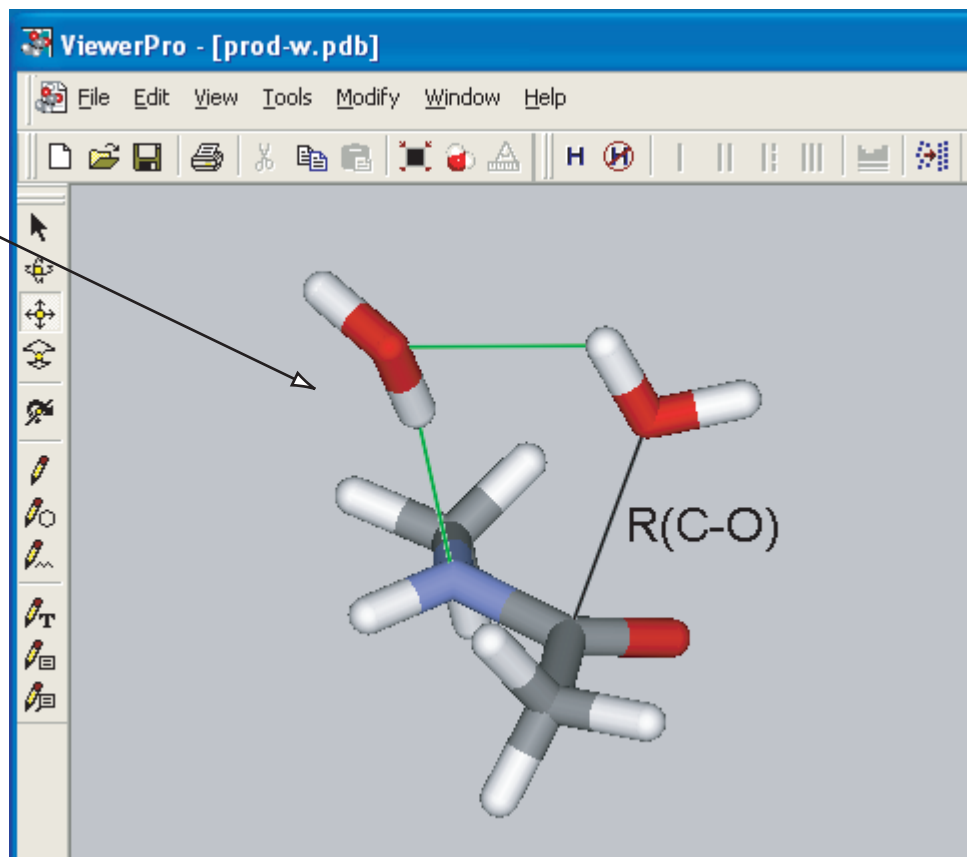 ViewerPro - [prod-w.pdb]
File Edit View Tools Modify Window Help
H H
T
R(C-O)